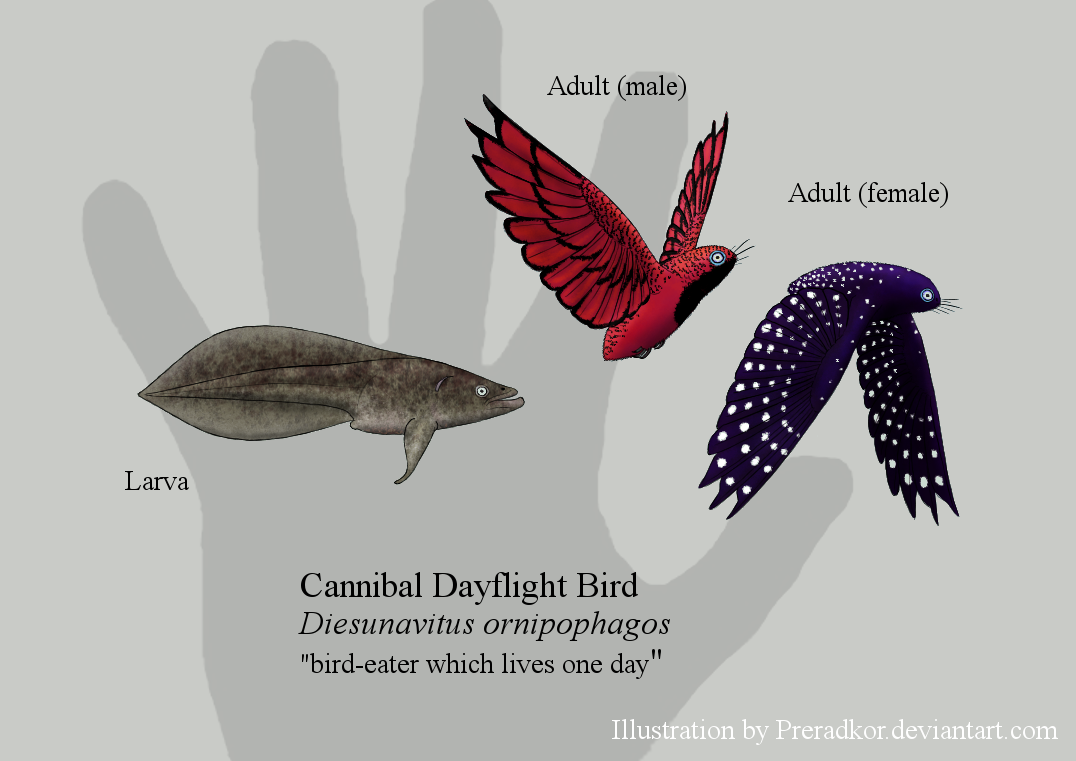 Adult (male)
Adult (female)
Larva
Cannibal Dayflight Bird
Diesunavitus ornipophagos
"bird-eater which lives one day"
Illustration by Preradkor.deviantart.com